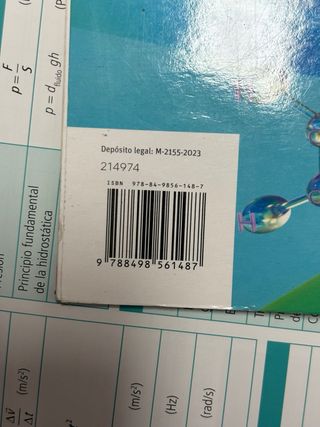 Depósito legal: M-2155-2023
214974
ISBN 978-84-9856-148-7
9 788498 561487
p = F/S
p = d fluido gh
Principio fundamental
de la hidrostática
Δv/Δt (m/s²)
(m/s²)
(Hz)
(rad/s)
H